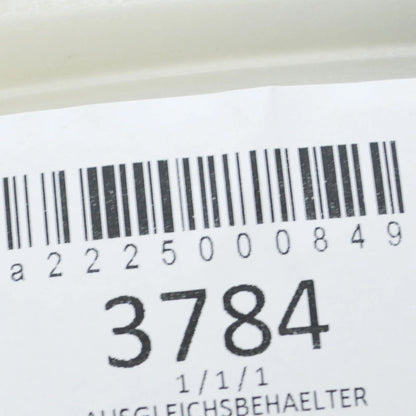 a2225000849
3784
1/1/1
AUSGLEICHSBEHAELTER